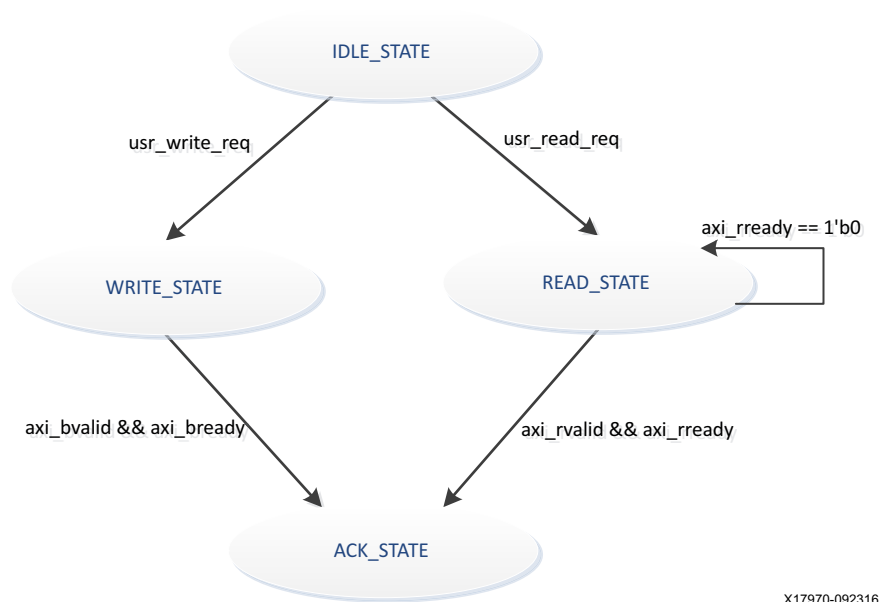 IDLE_STATE
usr_write_req
usr_read_req
axi_rready == 1'b0
WRITE_STATE
READ_STATE
axi_bvalid && axi_bready
axi_rvalid && axi_rready
ACK_STATE
X17970-092316